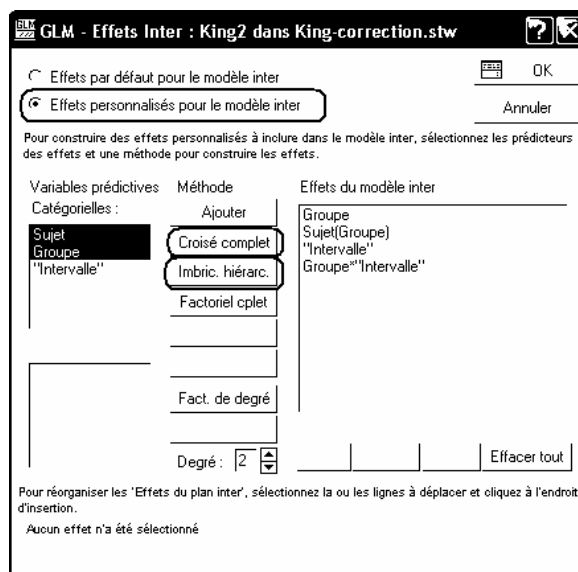 GLM - Effets Inter : King2 dans King-correction.stw
Effets par défaut pour le modèle inter
OK
Effets personnalisés pour le modèle inter
Annuler
Pour construire des effets personnalisés à inclure dans le modèle inter, sélectionnez les prédicteurs
des effets et une méthode pour construire les effets.
Variables prédictives
Méthode
Effets du modèle inter
Catégorielles :
Ajouter
Sujet
Groupe
"Intervalle"
Croisé complet
Imbric. hiérarc.
Factoriel cplet
Groupe
Sujet(Groupe)
"Intervalle"
Groupe*"Intervalle"
Fact. de degré
Degré : 2
Effacer tout
Pour réorganiser les 'Effets du plan inter', sélectionnez la ou les lignes à déplacer et cliquez à l'endroit
d'insertion.
Aucun effet n'a été sélectionné